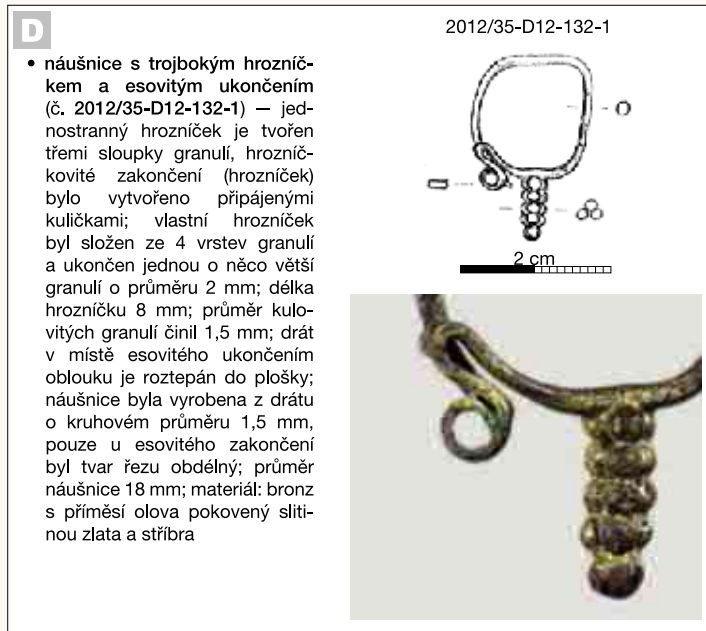 D
• náušnice s trojbokým hrozníč-
kem a esovitým ukončením
(č. 2012/35-D12-132-1) — jed-
nostranný hrozníček je tvořen
třemi sloupky granulí, hrozníč-
kovité zakončení (hrozníček)
bylo vytvořeno připájenými
kuličkami; vlastní hrozníček
byl složen ze 4 vrstev granulí
a ukončen jednou o něco větší
granulí o průměru 2 mm; délka
hrozníčku 8 mm; průměr kulo-
vitých granulí činil 1,5 mm; drát
v místě esovitého ukončením
oblouku je roztepán do plošky;
náušnice byla vyrobena z drátu
o kruhovém průměru 1,5 mm,
pouze u esovitého zakončení
byl tvar řezu obdélný; průměr
náušnice 18 mm; materiál: bronz
s příměsí olova pokovený sliti-
nou zlata a stříbra
2012/35-D12-132-1
2 cm